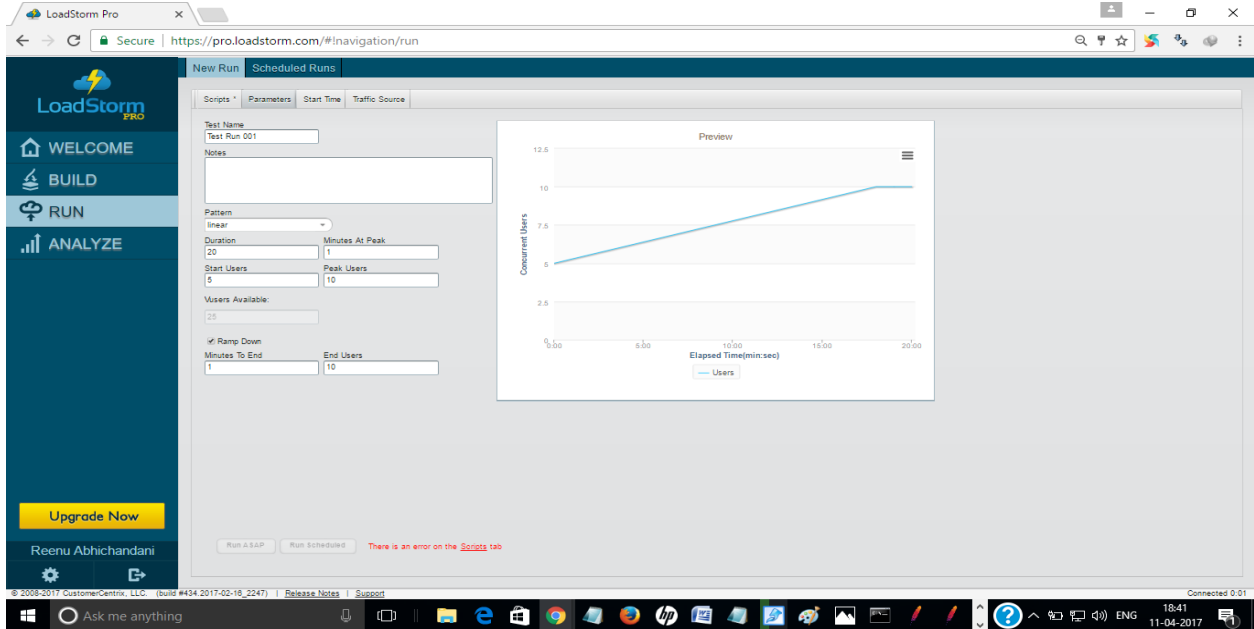 LoadStorm Pro
Secure | https://pro.loadstorm.com/#!navigation/run
LoadStorm
PRO
WELCOME
BUILD
RUN
ANALYZE
Upgrade Now
Reenu Abhichandani
New Run Scheduled Runs
Scripts * Parameters Start Time Traffic Source
Test Name
Test Run 001
Notes
Pattern
linear
Duration Minutes At Peak
20 1
Start Users Peak Users
5 10
Vusers Available:
25
Ramp Down
Minutes To End End Users
1 10
Preview
12.5
10
7.5
5
2.5
0
Concurrent Users
0:00 5:00 10:00 15:00 20:00
Elapsed Time(min:sec)
Users
Run ASAP Run Scheduled There is an error on the Scripts tab
© 2008-2017 CustomerCentrix, LLC. (build #434.2017-02-16_2247) | Release Notes | Support Connected 0:01
Ask me anything
hp
ENG
18:41
11-04-2017